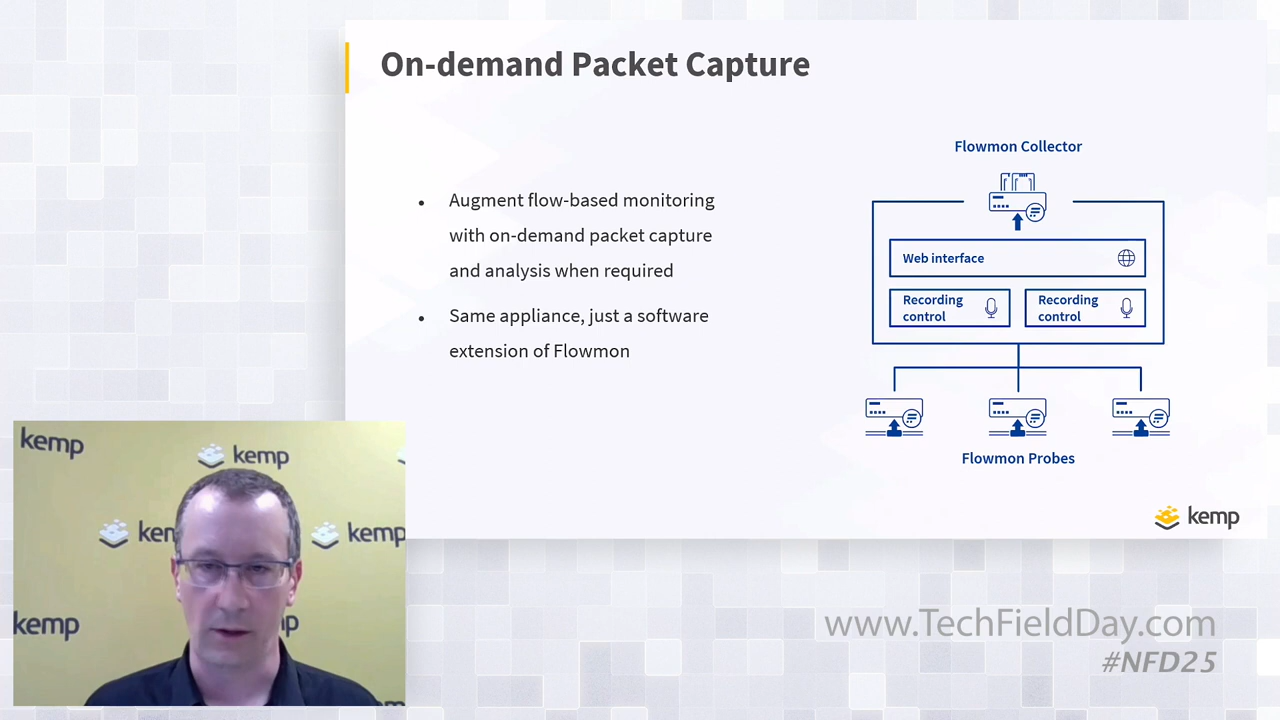 On-demand Packet Capture
• Augment flow-based monitoring
with on-demand packet capture
and analysis when required
• Same appliance, just a software
extension of Flowmon
Flowmon Collector
Web interface
Recording
control
Recording
control
Flowmon Probes
kemp
kemp
kemp
kemp
kemp
www.TechFieldDay.com
#NFD25